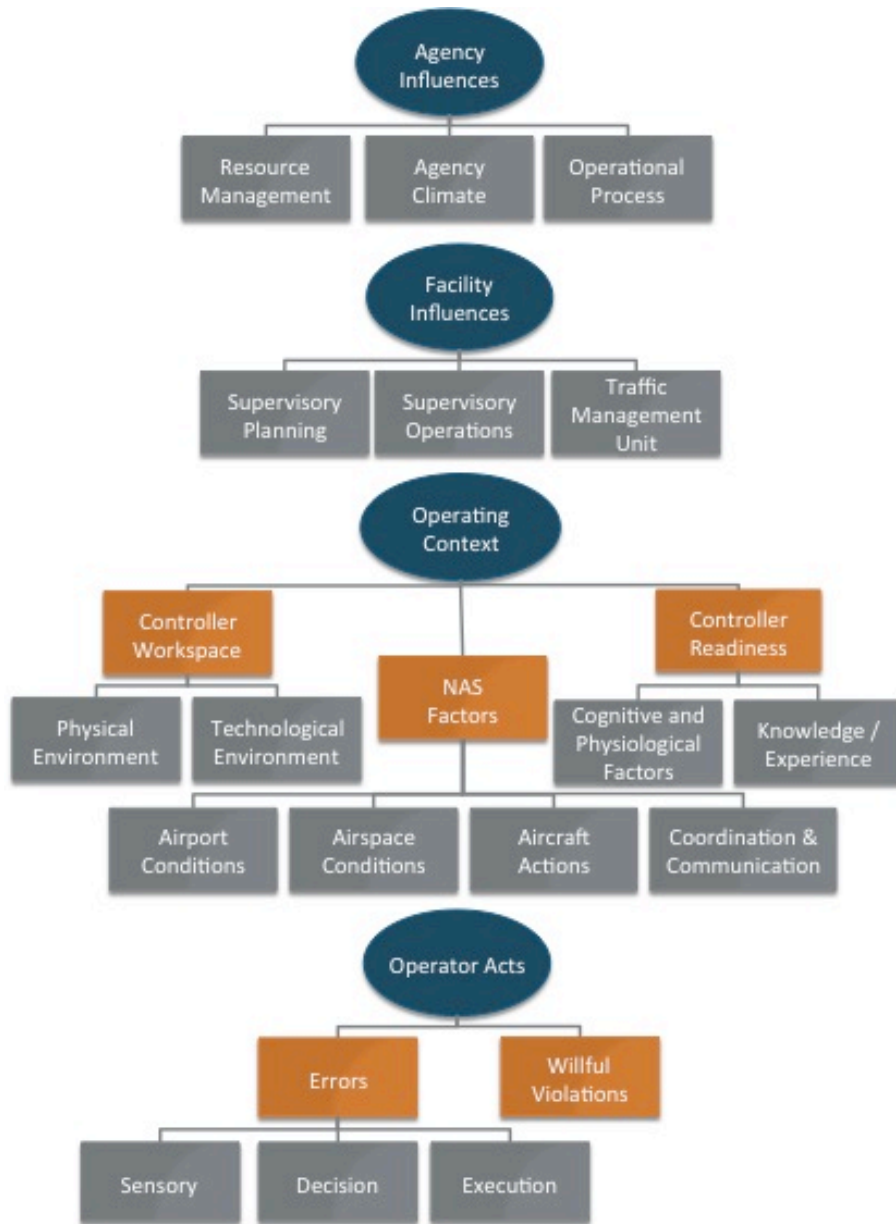 Agency
Influences
Resource
Management
Agency
Climate
Operational
Process
Facility
Influences
Supervisory
Planning
Supervisory
Operations
Traffic
Management
Unit
Operating
Context
Controller
Workspace
NAS
Factors
Controller
Readiness
Physical
Environment
Technological
Environment
Cognitive and
Physiological
Factors
Knowledge /
Experience
Airport
Conditions
Airspace
Conditions
Aircraft
Actions
Coordination &
Communication
Operator Acts
Errors
Willful
Violations
Sensory
Decision
Execution